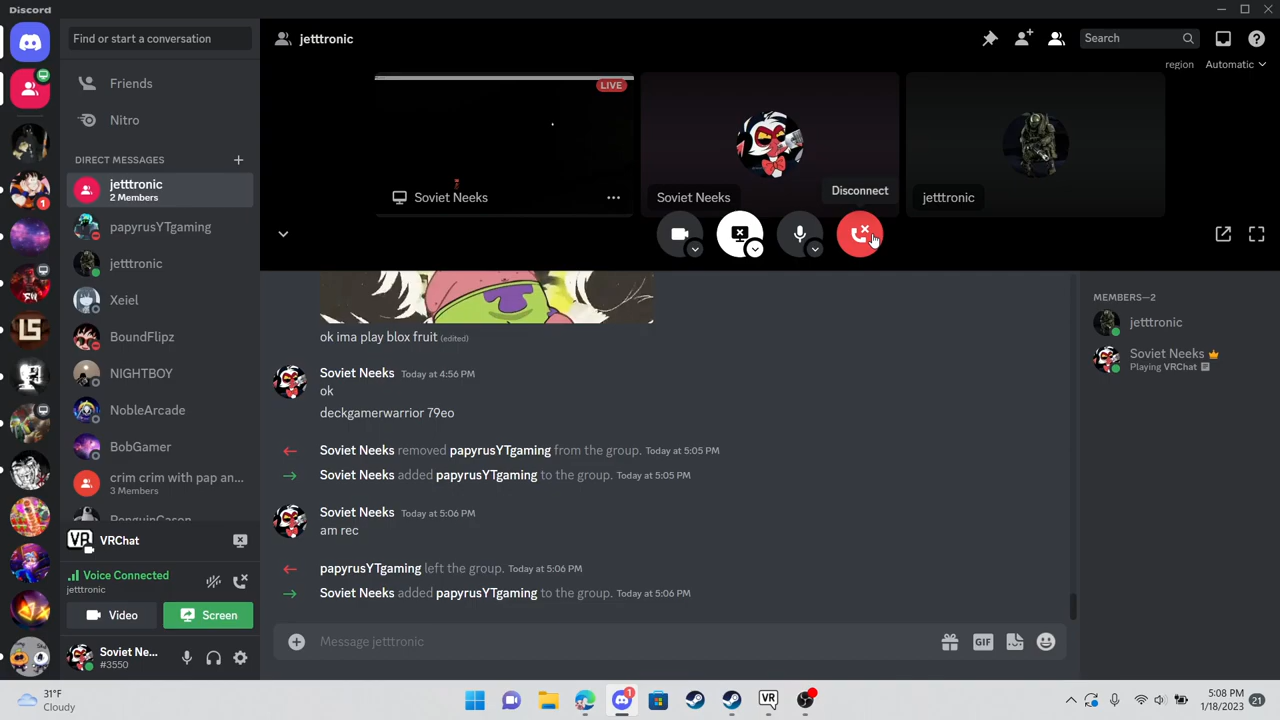 Discord
Find or start a conversation
Friends
Nitro
DIRECT MESSAGES
jetttronic
2 Members
papyrusYTgaming
jetttronic
Xeiel
BoundFlipz
NIGHTBOY
NobleArcade
BobGamer
crim crim with pap an...
3 Members
PenguinCason
VRChat
Voice Connected
jetttronic
Video
Screen
Soviet Ne...
#3550
1
jetttronic
Search
region
Automatic
LIVE
Soviet Neeks
Soviet Neeks
Disconnect
jetttronic
ok ima play blox fruit (edited)
Soviet Neeks Today at 4:56 PM
ok
deckgamerwarrior 79eo
Soviet Neeks removed papyrusYTgaming from the group. Today at 5:05 PM
Soviet Neeks added papyrusYTgaming to the group. Today at 5:05 PM
Soviet Neeks Today at 5:06 PM
am rec
papyrusYTgaming left the group. Today at 5:06 PM
Soviet Neeks added papyrusYTgaming to the group. Today at 5:06 PM
Message jetttronic
GIF
MEMBERS—2
jetttronic
Soviet Neeks
Playing VRChat
31°F
Cloudy
1
VR
5:08 PM
1/18/2023
21